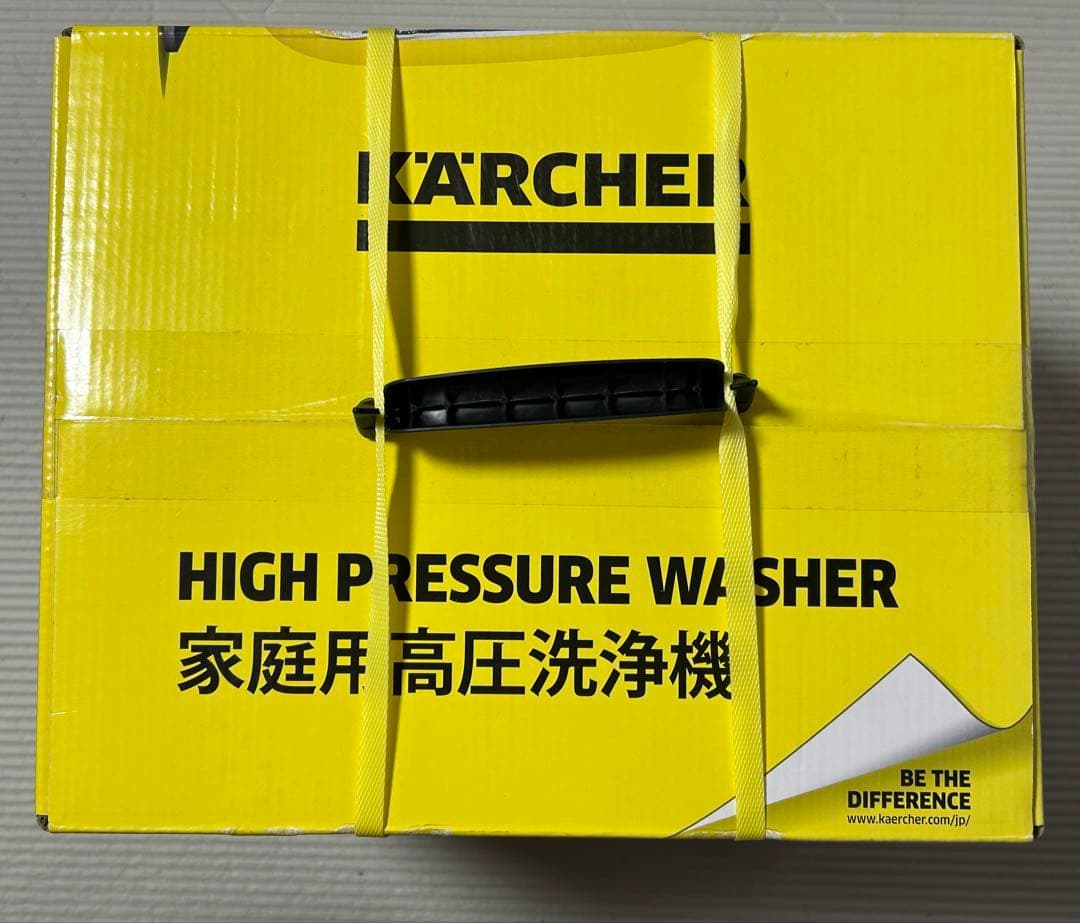 KÄRCHER
HIGH PRESSURE WASHER
家庭用高圧洗浄機
BE THE
DIFFERENCE
www.kaercher.com/jp/